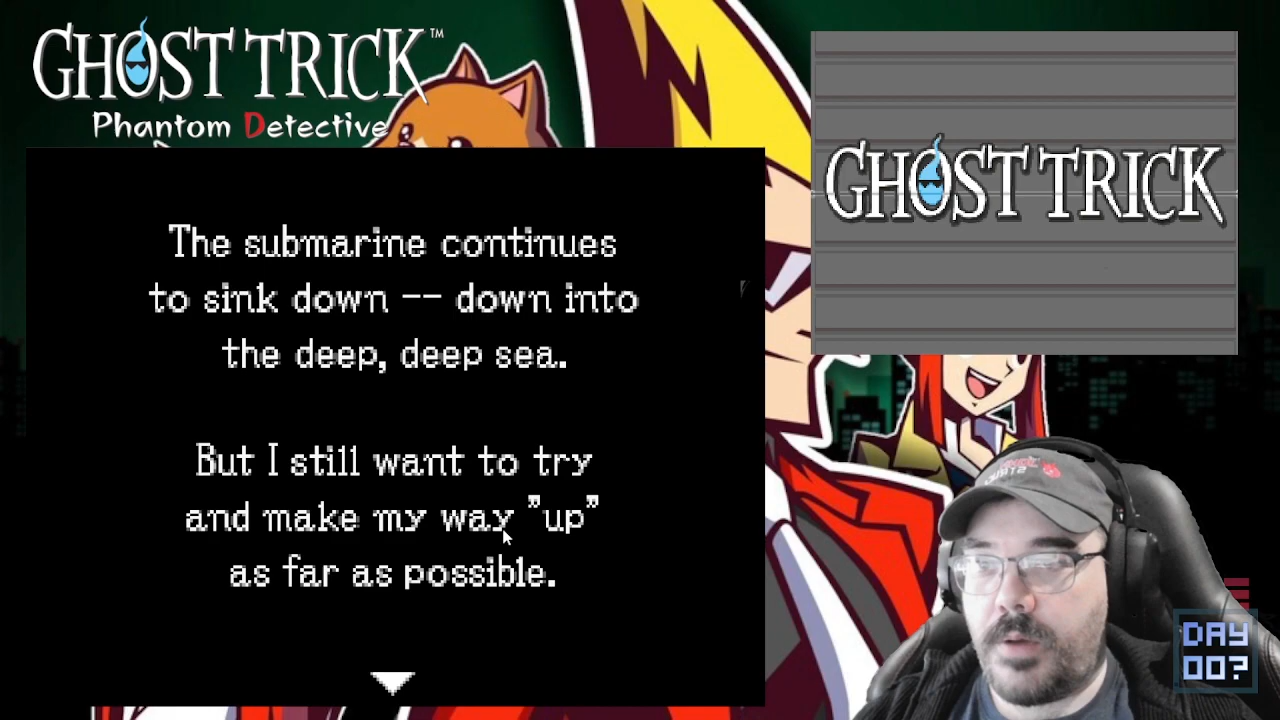 GHOST TRICK™
Phantom Detective
GHOST TRICK
The submarine continues
to sink down -- down into
the deep, deep sea.
But I still want to try
and make my way "up"
as far as possible.
DAY
00?